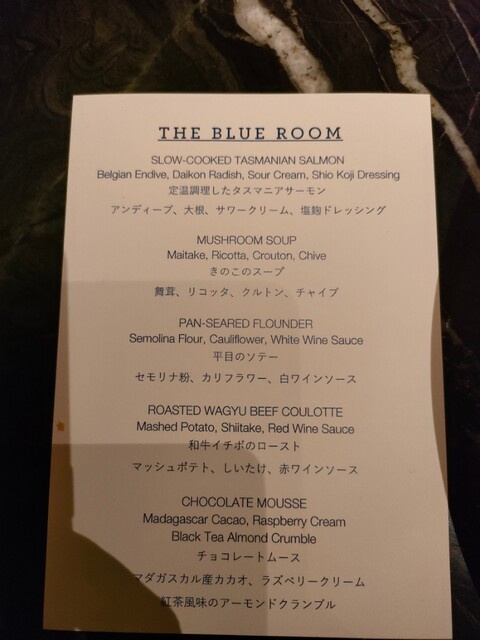 THE BLUE ROOM
SLOW-COOKED TASMANIAN SALMON
Belgian Endive, Daikon Radish, Sour Cream, Shio Koji Dressing
定温調理したタスマニアサーモン
アンディーブ、大根、サワークリーム、塩麹ドレッシング
MUSHROOM SOUP
Maitake, Ricotta, Crouton, Chive
きのこのスープ
舞茸、リコッタ、クルトン、チャイブ
PAN-SEARED FLOUNDER
Semolina Flour, Cauliflower, White Wine Sauce
平目のソテー
セモリナ粉、カリフラワー、白ワインソース
ROASTED WAGYU BEEF COULOTTE
Mashed Potato, Shiitake, Red Wine Sauce
和牛イチボのロースト
マッシュポテト、しいたけ、赤ワインソース
CHOCOLATE MOUSSE
Madagascar Cacao, Raspberry Cream
Black Tea Almond Crumble
チョコレートムース
マダガスカル産カカオ、ラズベリークリーム
紅茶風味のアーモンドクランブル